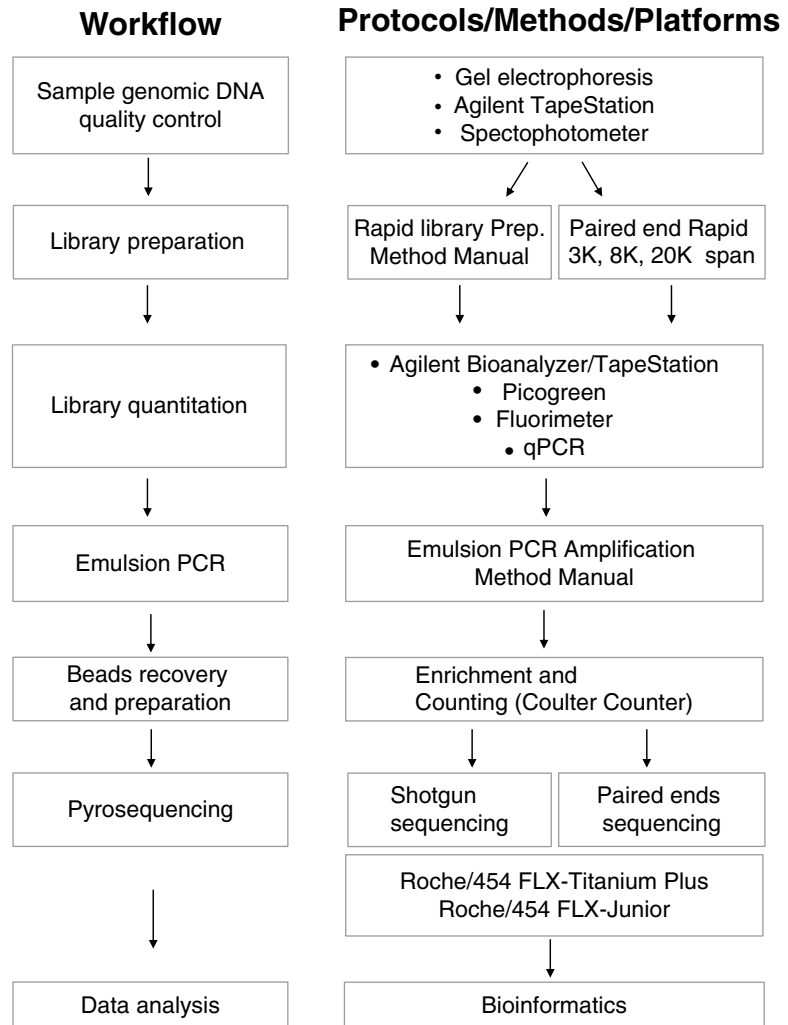 Workflow
Protocols/Methods/Platforms
Sample genomic DNA
quality control
• Gel electrophoresis
• Agilent TapeStation
• Spectophotometer
Library preparation
Rapid library Prep.
Method Manual
Paired end Rapid
3K, 8K, 20K span
Library quantitation
• Agilent Bioanalyzer/TapeStation
• Picogreen
• Fluorimeter
• qPCR
Emulsion PCR
Emulsion PCR Amplification
Method Manual
Beads recovery
and preparation
Enrichment and
Counting (Coulter Counter)
Pyrosequencing
Shotgun
sequencing
Paired ends
sequencing
Roche/454 FLX-Titanium Plus
Roche/454 FLX-Junior
Data analysis
Bioinformatics